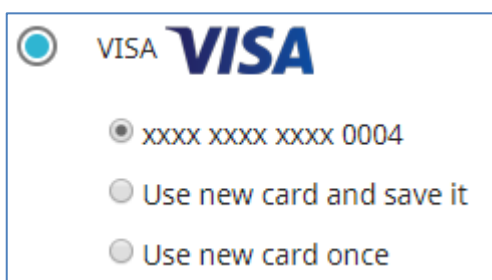 VISA VISA
xxxx xxxx xxxx 0004
Use new card and save it
Use new card once